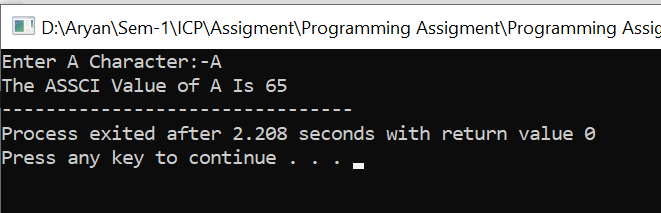 D:\Aryan\Sem-1\ICP\Assigment\Programming Assigment\Programming Assig
Enter A Character:-A
The ASSCI Value of A Is 65
--------------------------------
Process exited after 2.208 seconds with return value 0
Press any key to continue . . .